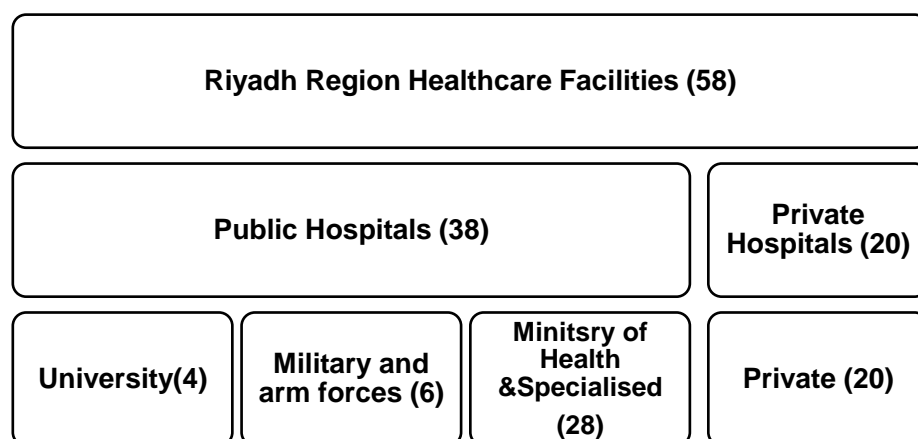 Riyadh Region Healthcare Facilities (58)
Public Hospitals (38)
Private
Hospitals (20)
University(4)
Military and
arm forces (6)
Minitsry of
Health
&Specialised
(28)
Private (20)